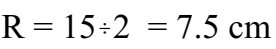 R = 15÷2 = 7.5 cm